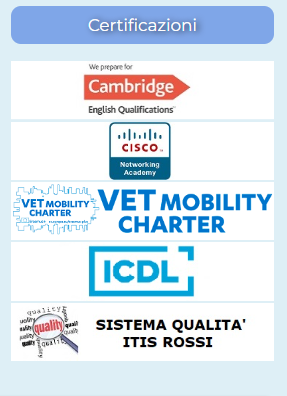 Certificazioni
We prepare for
Cambridge
English Qualifications
CISCO
Networking
Academy
VET MOBILITY
CHARTER
VET MOBILITY
CHARTER
ICDL
quality
SISTEMA QUALITA'
ITIS ROSSI